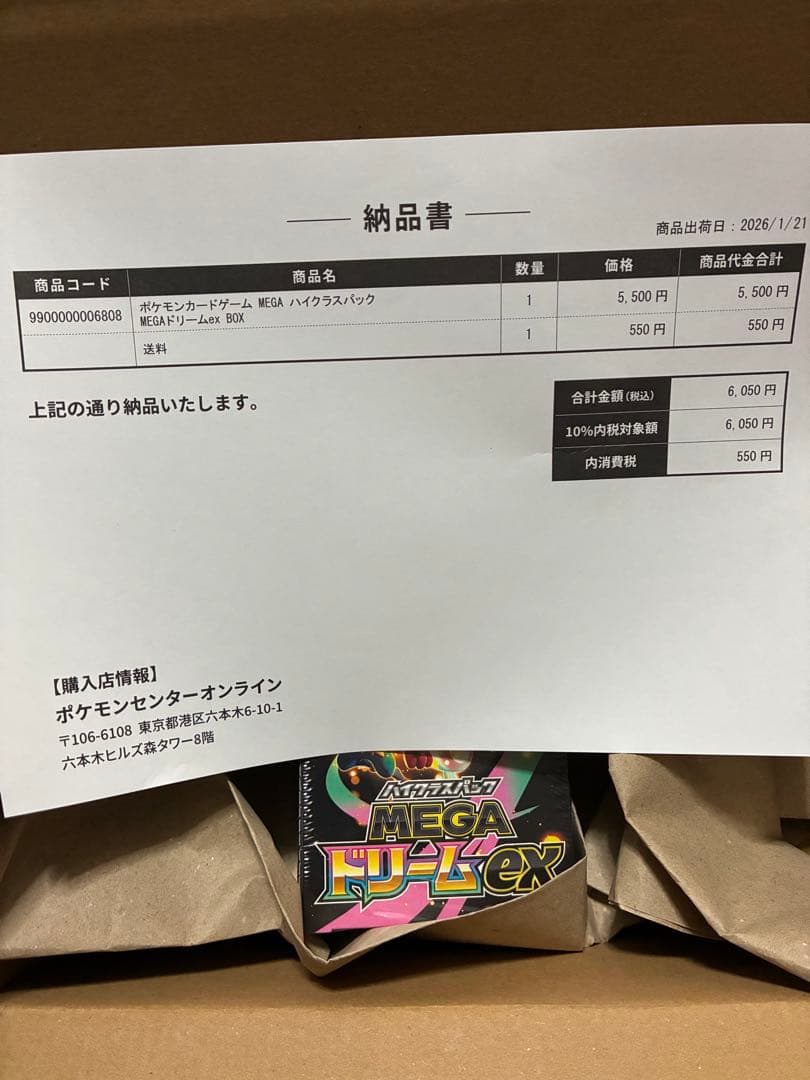 納品書
商品出荷日：2026/1/21
商品コード 商品名 数量 価格 商品代金合計
9900000006808 ポケモンカードゲーム MEGA ハイクラスパック 1 5,500 円 5,500 円
MEGAドリームex BOX
送料 1 550 円 550 円
上記の通り納品いたします。
合計金額(税込) 6,050 円
10%内税対象額 6,050 円
内消費税 550 円
【購入店情報】
ポケモンセンターオンライン
〒106-6108 東京都港区六本木6-10-1
六本木ヒルズ森タワー8階
ハイクラスパック
MEGA
ドリームex